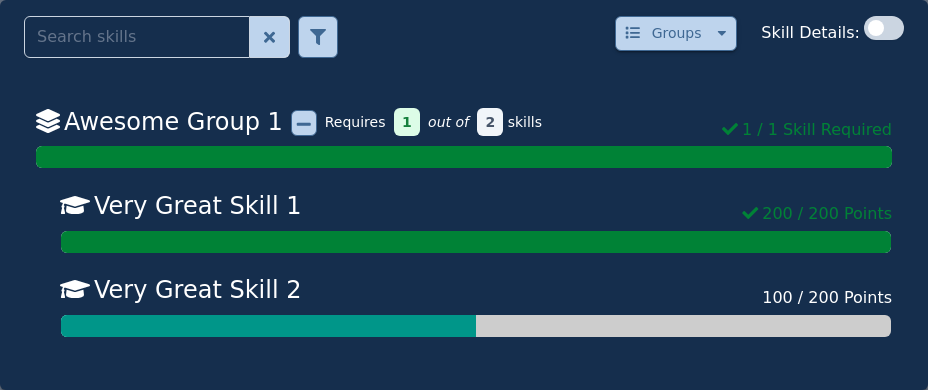 Search skills
Groups
Skill Details:
Awesome Group 1 Requires 1 out of 2 skills
1 / 1 Skill Required
Very Great Skill 1
200 / 200 Points
Very Great Skill 2
100 / 200 Points